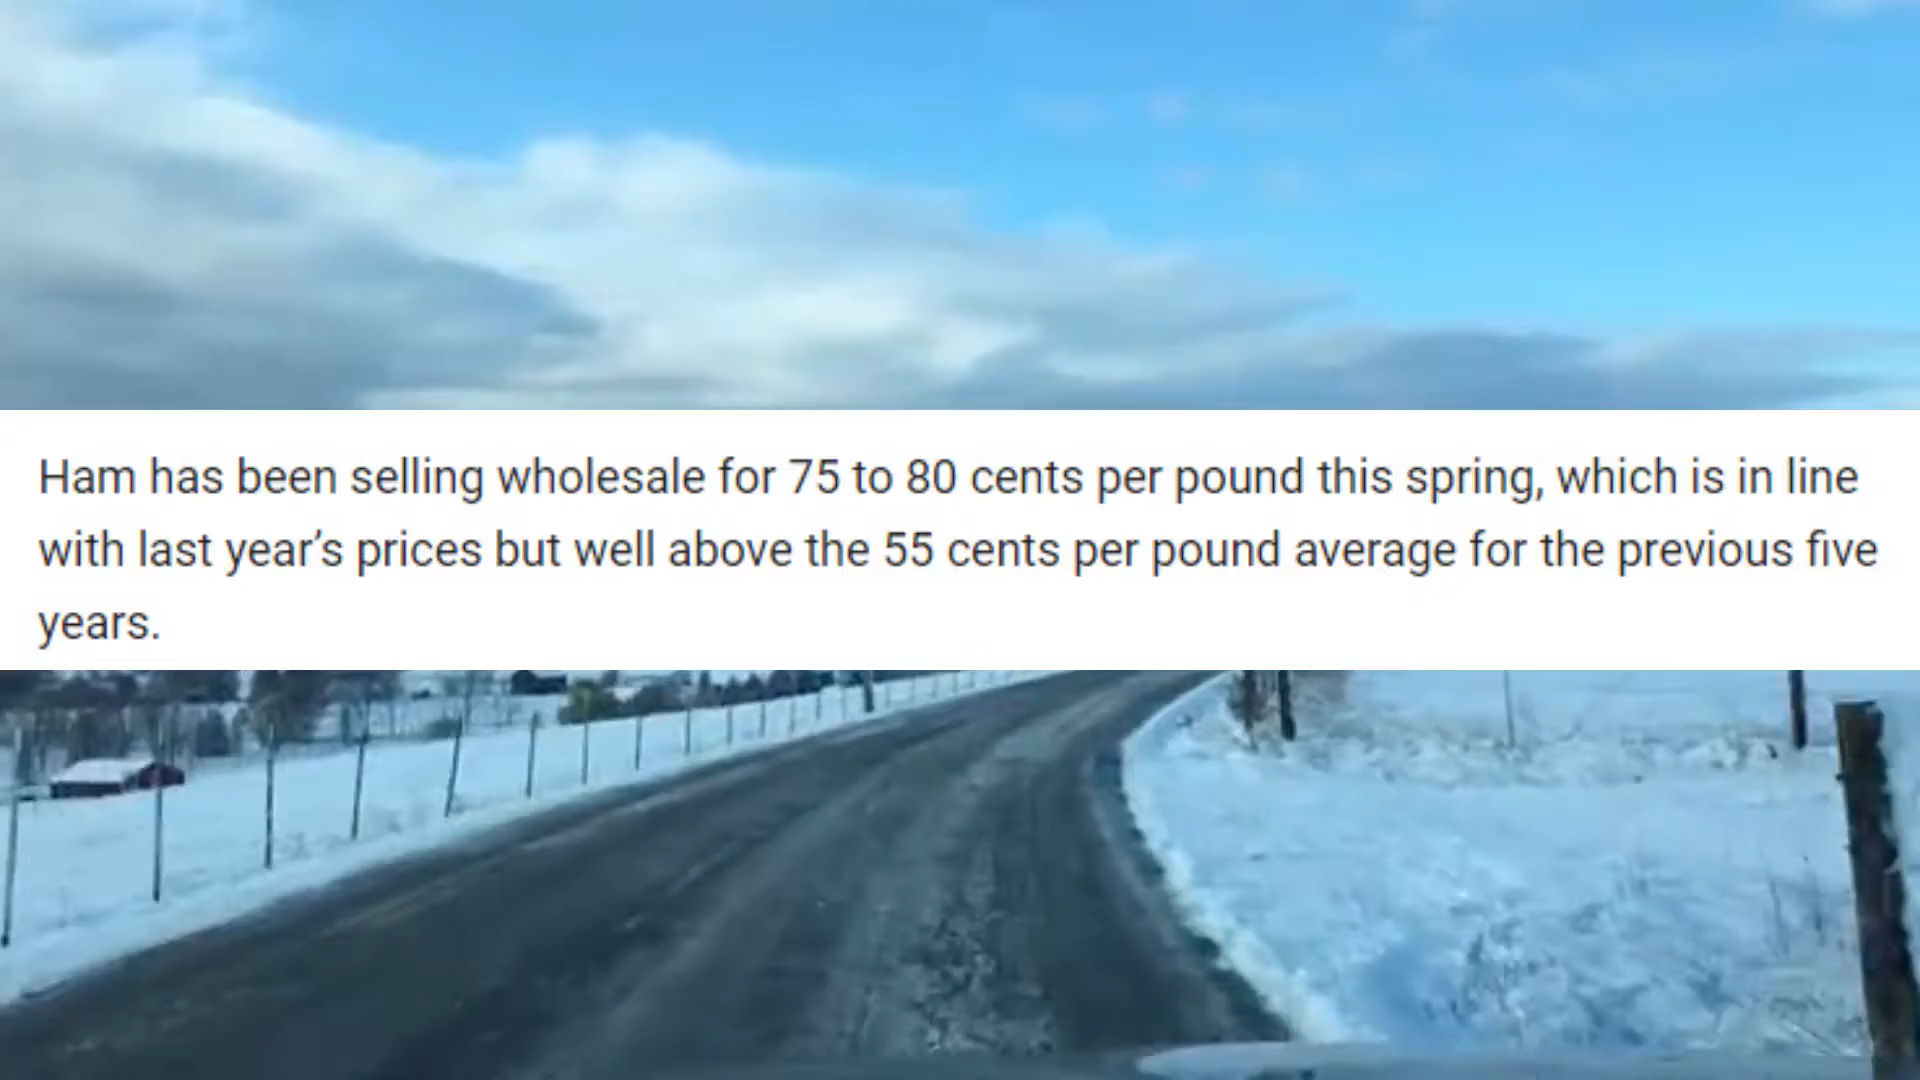 Ham has been selling wholesale for 75 to 80 cents per pound this spring, which is in line
with last year’s prices but well above the 55 cents per pound average for the previous five
years.